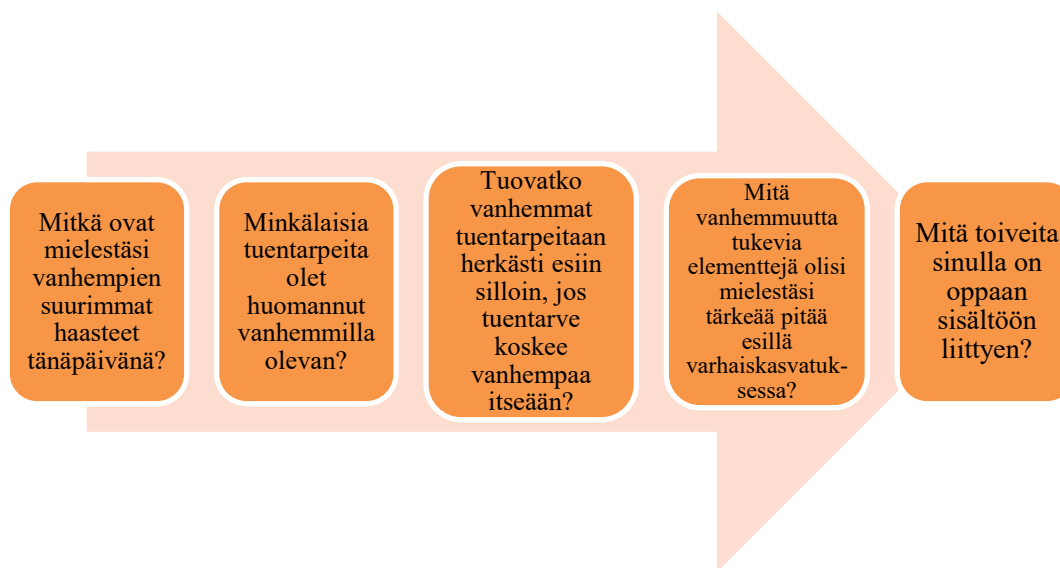 Mitkä ovat
mielestäsi
vanhempien
suurimmat
haasteet
tänäpäivänä?
Minkälaisia
tuentarpeita
olet
huomannut
vanhemmilla
olevan?
Tuovatko
vanhemmat
tuentarpeitaan
herkästi esiin
silloin, jos
tuentarve
koskee
vanhempaa
itseään?
Mitä
vanhemmuutta
tukevia
elementtejä olisi
mielestäsi
tärkeää pitää
esillä
varhaiskasvatuk-
sessa?
Mitä toiveita
sinulla on
oppaan
sisältöön
liittyen?